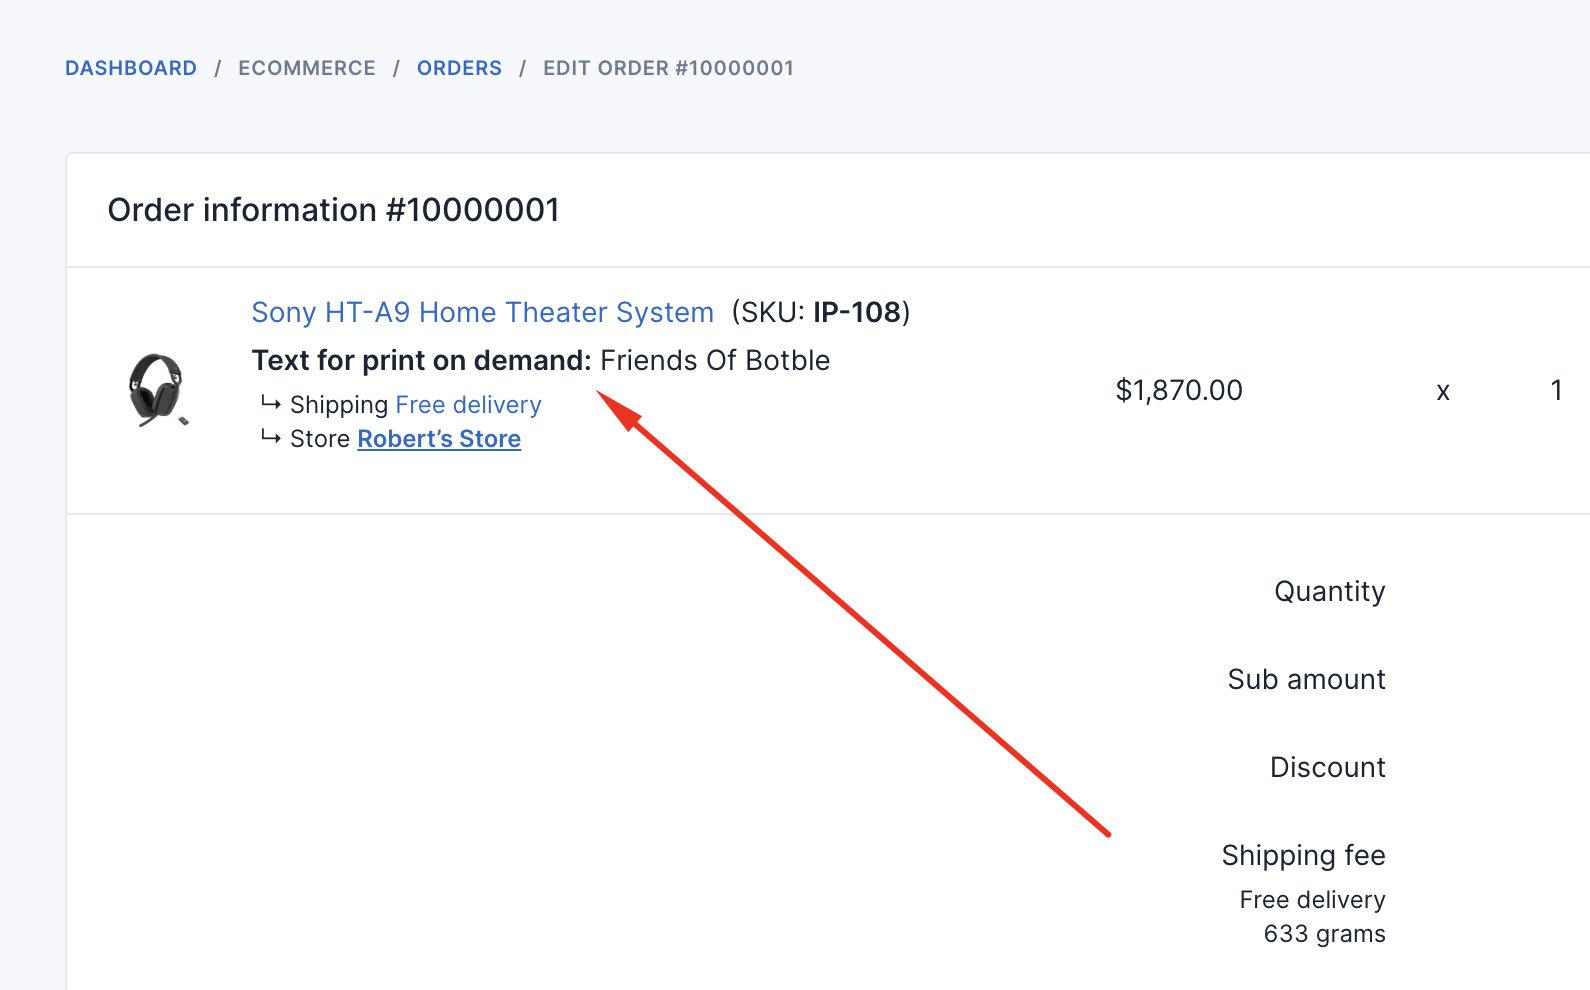 DASHBOARD / ECOMMERCE / ORDERS / EDIT ORDER #10000001
Order information #10000001
Sony HT-A9 Home Theater System (SKU: IP-108)
Text for print on demand: Friends Of Botble
↳ Shipping Free delivery
↳ Store Robert’s Store
$1,870.00 x 1
Quantity
Sub amount
Discount
Shipping fee
Free delivery
633 grams